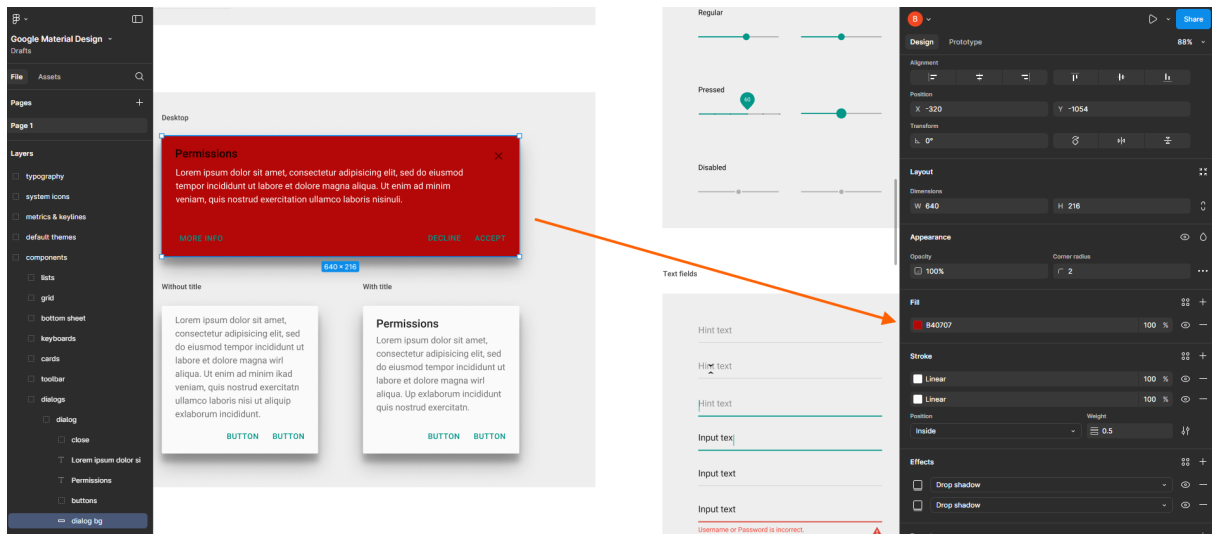 Google Material Design
Drafts
File Assets
Pages
Page 1
Layers
typography
system icons
metrics & keylines
default themes
components
lists
grid
bottom sheet
keyboards
cards
toolbar
dialogs
dialog
close
Lorem ipsum dolor si
Permissions
buttons
dialog bg
Desktop
Permissions
Lorem ipsum dolor sit amet, consectetur adipisicing elit, sed do eiusmod
tempor incididunt ut labore et dolore magna aliqua. Ut enim ad minim
veniam, quis nostrud exercitation ullamco laboris nisinuli.
MORE INFO DECLINE ACCEPT
640 × 216
Without title
Lorem ipsum dolor sit amet,
consectetur adipisicing elit, sed
do eiusmod tempor incididunt ut
labore et dolore magna wirl
aliqua. Ut enim ad minim ikad
veniam, quis nostrud exercitatn
ullamco laboris nisi ut aliquip
exlaborum incididunt.
BUTTON BUTTON
With title
Permissions
Lorem ipsum dolor sit amet,
consectetur adipisicing elit, sed
do eiusmod tempor incididunt ut
labore et dolore magna wirl
aliqua. Up exlaborum incididunt
quis nostrud exercitatn.
BUTTON BUTTON
Regular
Pressed
60
Disabled
Text fields
Hint text
Hint text
Hint text
Input tex
Input text
Input text
Username or Password is incorrect.
B
Share
Design Prototype 88%
Alignment
Position
X -320 Y -1054
Transform
0°
Layout
Dimensions
W 640 H 216
Appearance
Opacity Corner radius
100% 2
Fill
B40707 100 %
Stroke
Linear 100 %
Linear 100 %
Position Weight
Inside 0.5
Effects
Drop shadow
Drop shadow